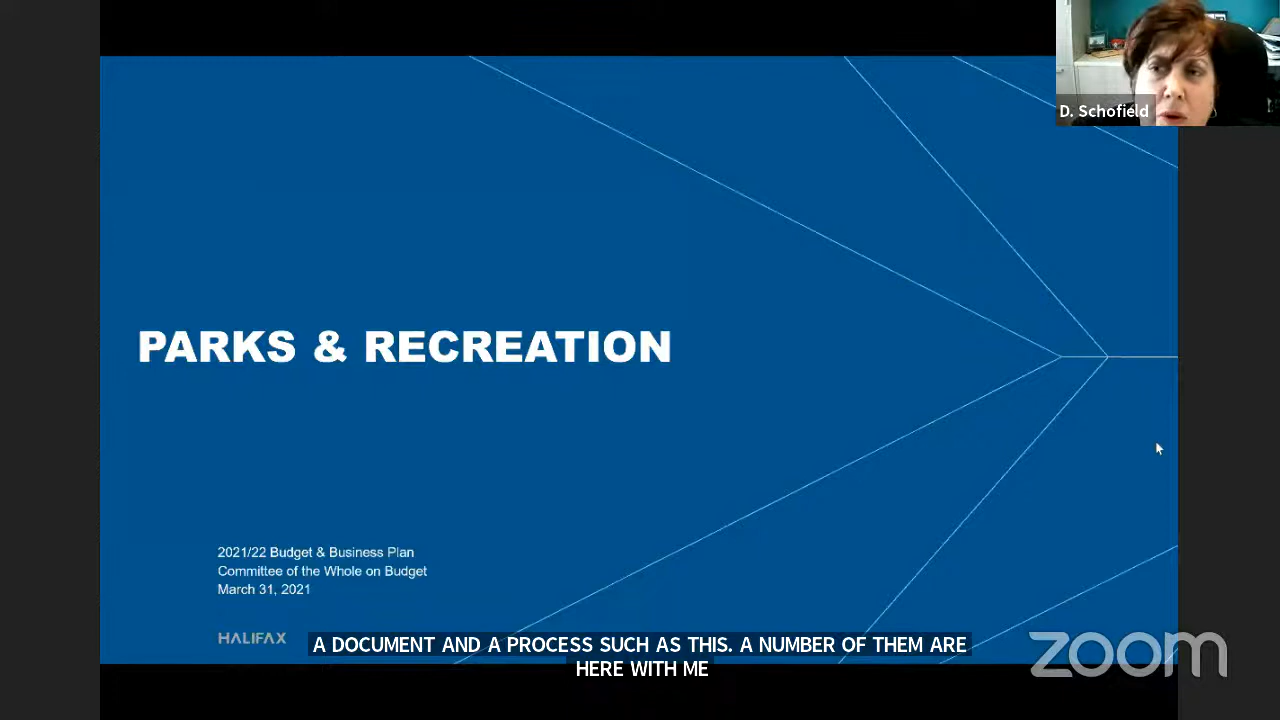 D. Schofield
PARKS & RECREATION
2021/22 Budget & Business Plan
Committee of the Whole on Budget
March 31, 2021
HALIFAX
A DOCUMENT AND A PROCESS SUCH AS THIS. A NUMBER OF THEM ARE
HERE WITH ME
zoom